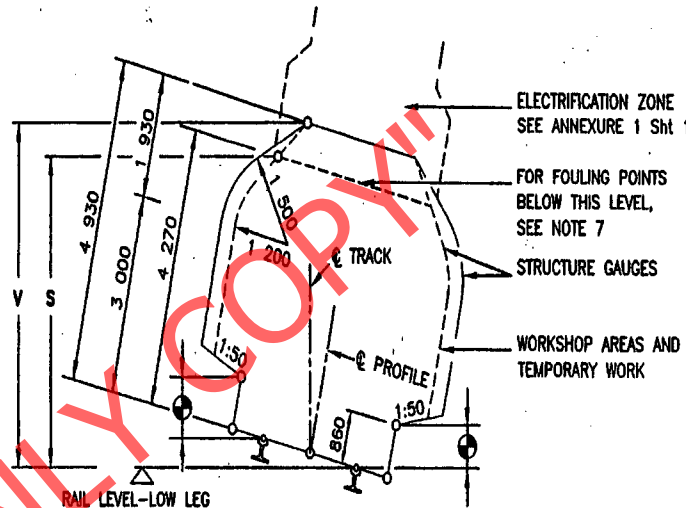 ELECTRIFICATION ZONE
SEE ANNEXURE 1 Sht 1
FOR FOULING POINTS
BELOW THIS LEVEL,
SEE NOTE 7
STRUCTURE GAUGES
WORKSHOP AREAS AND
TEMPORARY WORK
1 930
4 930
3 000
4 270
V
S
1 500
1 200
℄ TRACK
℄ PROFILE
1:50
1:50
860
RAIL LEVEL-LOW LEG
COPY"